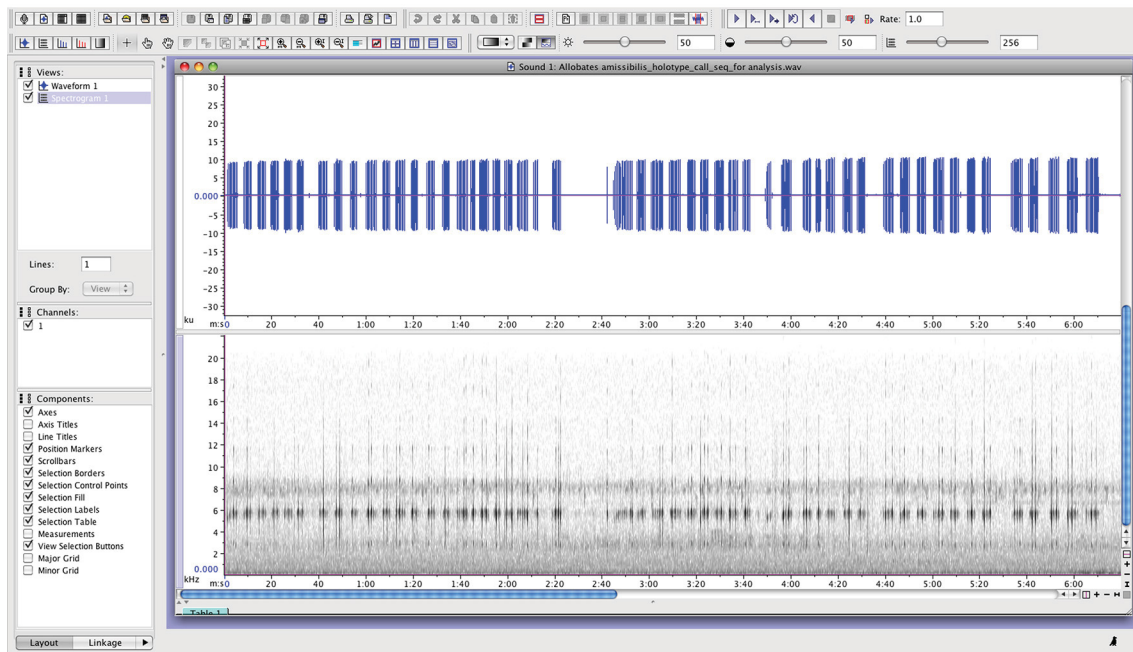 Rate: 1.0
50
50
256
Views:
Waveform 1
Spectrogram 1
Lines: 1
Group By: View
Channels:
1
Components:
Axes
Axis Titles
Line Titles
Position Markers
Scrollbars
Selection Borders
Selection Control Points
Selection Fill
Selection Labels
Selection Table
Measurements
View Selection Buttons
Major Grid
Minor Grid
Layout Linkage
Sound 1: Allobates amissibilis_holotype_call_seq_for analysis.wav
30
25
20
15
10
5
0.000
-5
-10
-15
-20
-25
-30
ku
m:s 0 20 40 1:00 1:20 1:40 2:00 2:20 2:40 3:00 3:20 3:40 4:00 4:20 4:40 5:00 5:20 5:40 6:00
20
18
16
14
12
10
8
6
4
2
0.000
kHz
m:s 0 20 40 1:00 1:20 1:40 2:00 2:20 2:40 3:00 3:20 3:40 4:00 4:20 4:40 5:00 5:20 5:40 6:00
Table 1